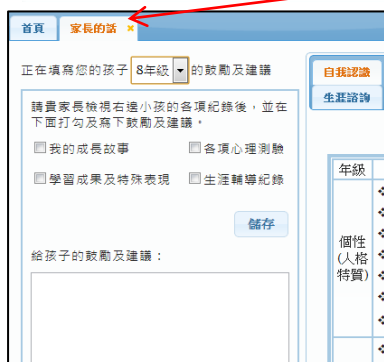 首頁 家長的話 ×
正在填寫您的孩子 8年級 的鼓勵及建議
請貴家長檢視右邊小孩的各項紀錄後，並在
下面打勾及寫下鼓勵及建議。
我的成長故事 各項心理測驗
學習成果及特殊表現 生涯輔導紀錄
儲存
給孩子的鼓勵及建議：
自我認識
生涯諮詢
年級
個性
(人格
特質)